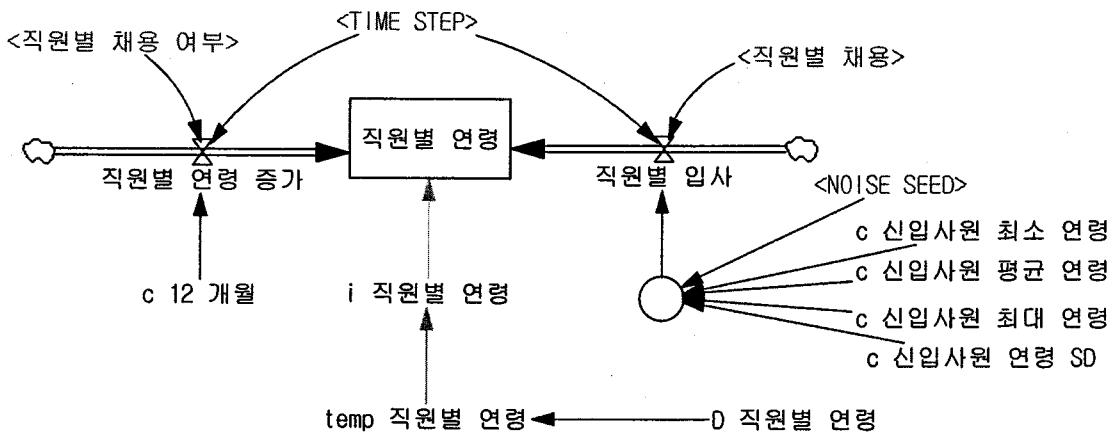 <TIME STEP>
<직원별 채용 여부>
<직원별 채용>
직원별 연령
직원별 연령 증가
직원별 입사
<NOISE SEED>
c 신입사원 최소 연령
c 신입사원 평균 연령
c 12 개월
i 직원별 연령
c 신입사원 최대 연령
c 신입사원 연령 SD
temp 직원별 연령
D 직원별 연령